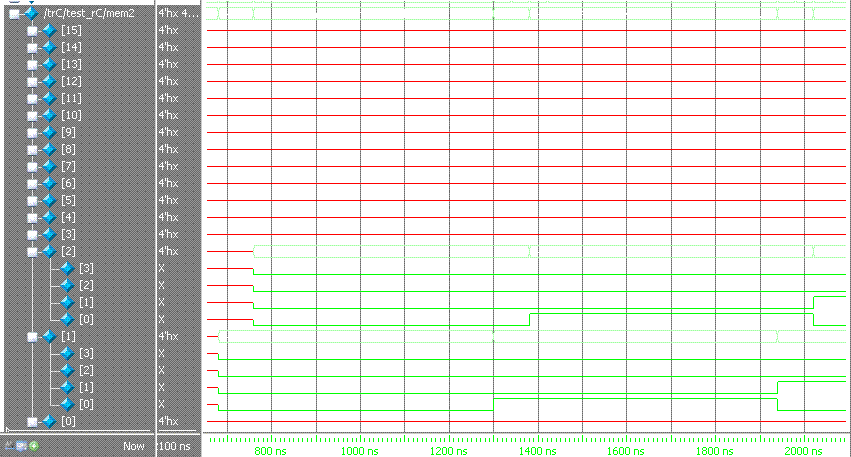 /trC/test_rC/mem2 4'hx 4...
[15] 4'hx
[14] 4'hx
[13] 4'hx
[12] 4'hx
[11] 4'hx
[10] 4'hx
[9] 4'hx
[8] 4'hx
[7] 4'hx
[6] 4'hx
[5] 4'hx
[4] 4'hx
[3] 4'hx
[2] 4'hx
[3] X
[2] X
[1] X
[0] X
[1] 4'hx
[3] X
[2] X
[1] X
[0] X
[0] 4'hx
Now 2100 ns 800 ns 1000 ns 1200 ns 1400 ns 1600 ns 1800 ns 2000 ns